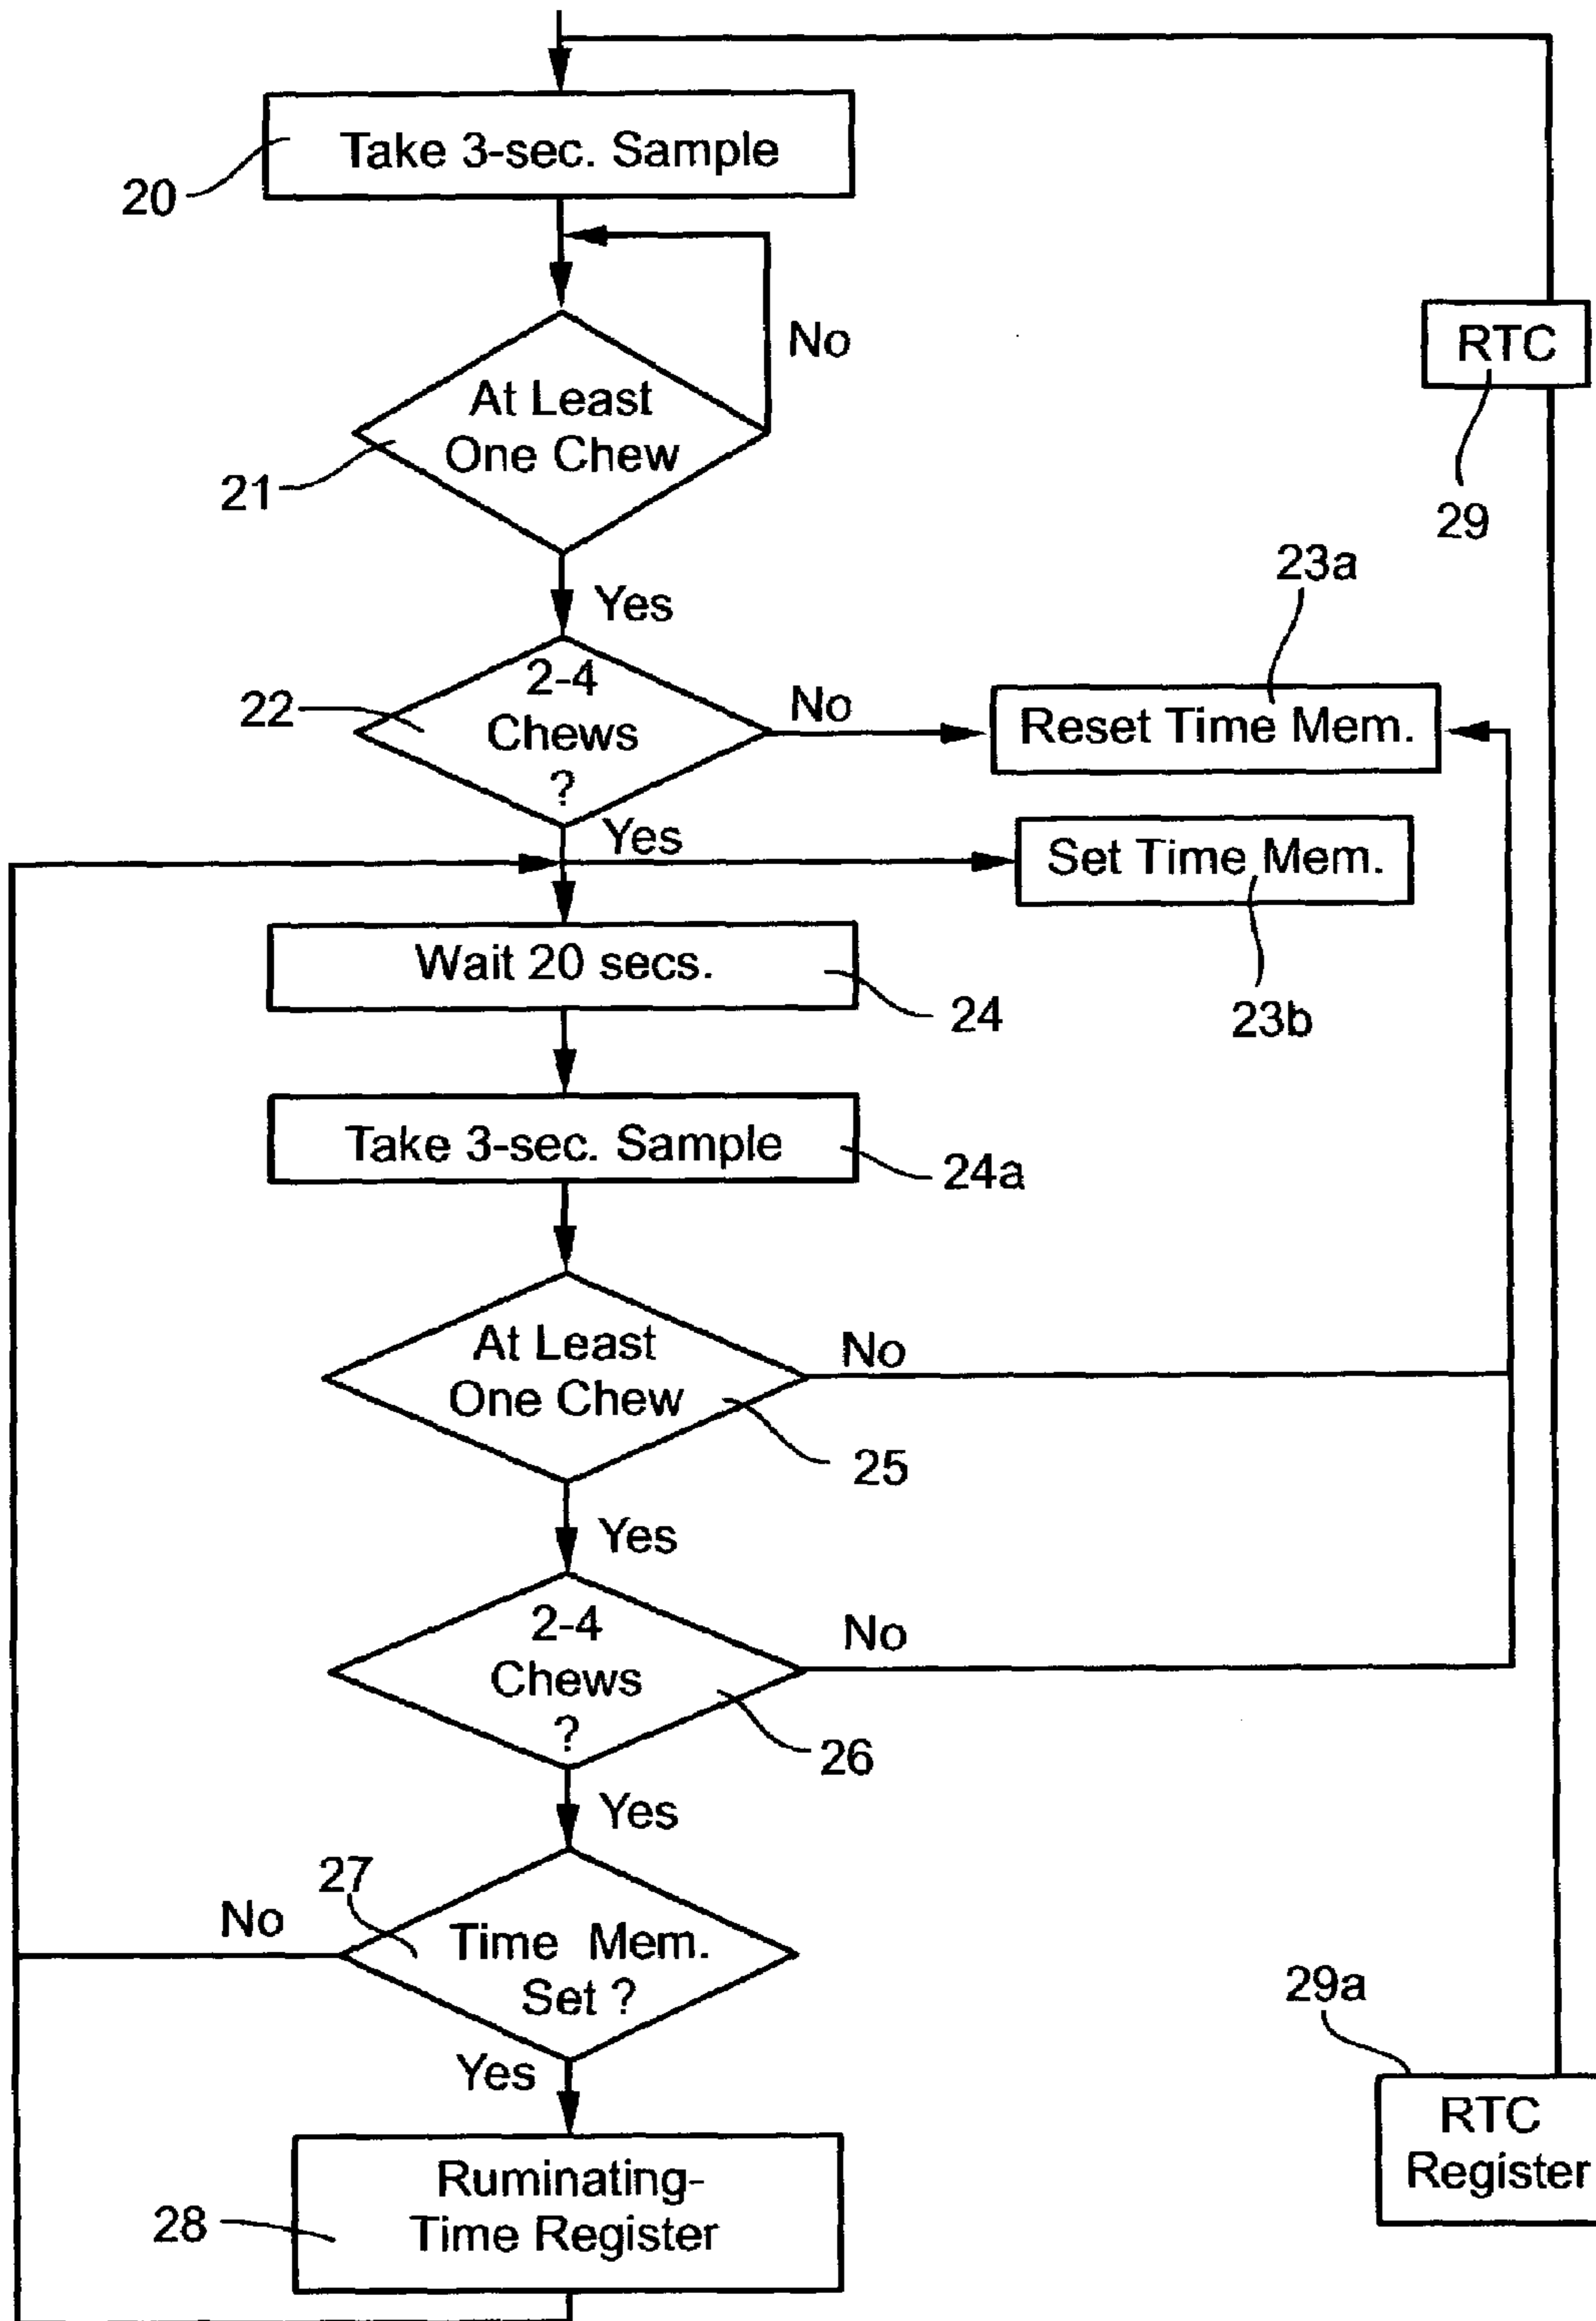 Take 3-sec. Sample
20
No
At Least
One Chew
21
RTC
29
Yes
23a
2-4
Chews
?
22
No
Reset Time Mem.
Yes
Set Time Mem.
23b
Wait 20 secs.
24
Take 3-sec. Sample
24a
At Least
One Chew
No
25
Yes
2-4
Chews
?
No
26
Yes
27
No
Time Mem.
Set ?
29a
Yes
RTC
Register
Ruminating-
Time Register
28